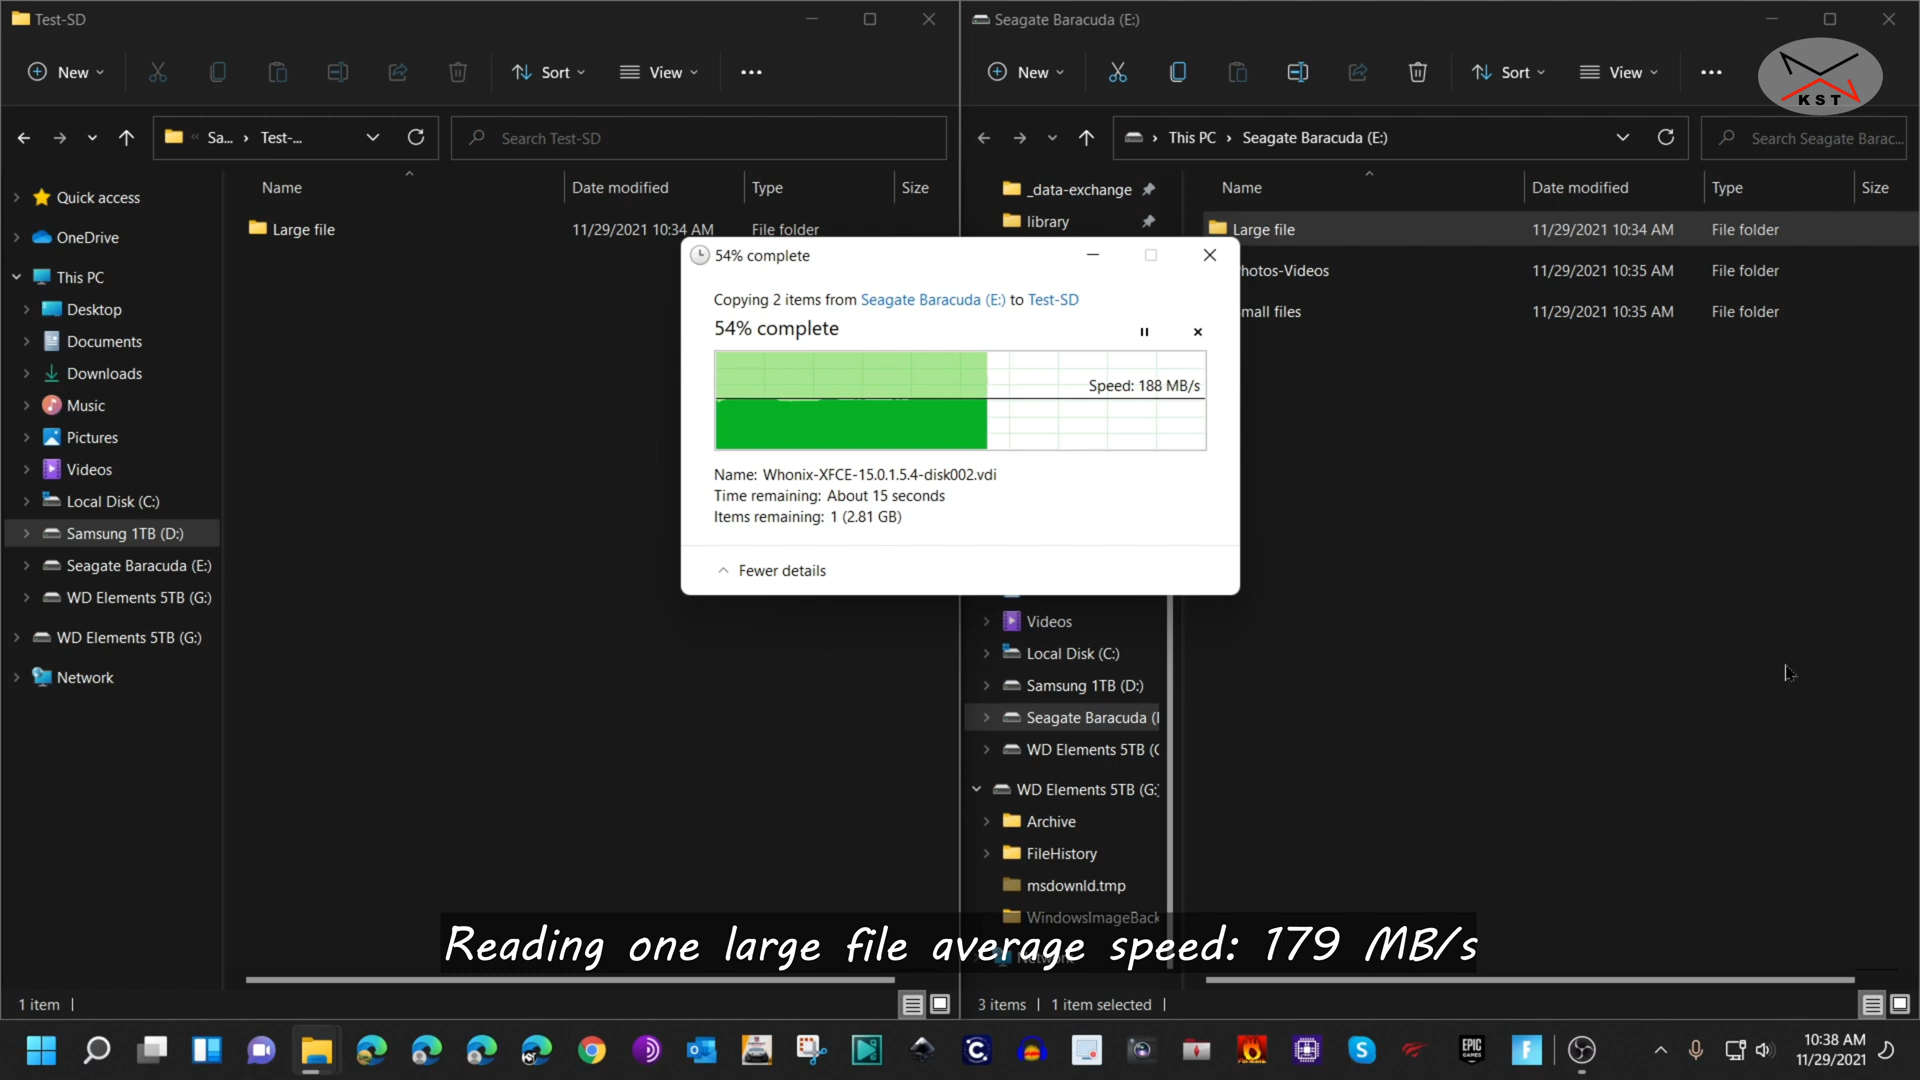 Test-SD
New
Sort
View
Sa... › Test-...
Search Test-SD
Name
Date modified
Type
Size
Large file
11/29/2021 10:34 AM
File folder
Quick access
OneDrive
This PC
Desktop
Documents
Downloads
Music
Pictures
Videos
Local Disk (C:)
Samsung 1TB (D:)
Seagate Baracuda (E:)
WD Elements 5TB (G:)
WD Elements 5TB (G:)
Network
1 item
Seagate Baracuda (E:)
New
Sort
View
KST
› This PC › Seagate Baracuda (E:)
Search Seagate Barac...
_data-exchange
library
Name
Date modified
Type
Size
Large file
11/29/2021 10:34 AM
File folder
hotos-Videos
11/29/2021 10:35 AM
File folder
mall files
11/29/2021 10:35 AM
File folder
54% complete
Copying 2 items from Seagate Baracuda (E:) to Test-SD
54% complete
Speed: 188 MB/s
Name: Whonix-XFCE-15.0.1.5.4-disk002.vdi
Time remaining: About 15 seconds
Items remaining: 1 (2.81 GB)
Fewer details
Videos
Local Disk (C:)
Samsung 1TB (D:)
Seagate Baracuda (
WD Elements 5TB (
WD Elements 5TB (G:
Archive
FileHistory
msdownld.tmp
WindowsImageBack
Network
Reading one large file average speed: 179 MB/s
3 items
1 item selected
EPIC GAMES
10:38 AM
11/29/2021